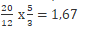 20/12 x 5/3 = 1,67